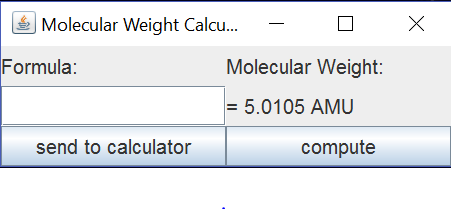 Molecular Weight Calcu...
Formula: Molecular Weight:
= 5.0105 AMU
send to calculator compute